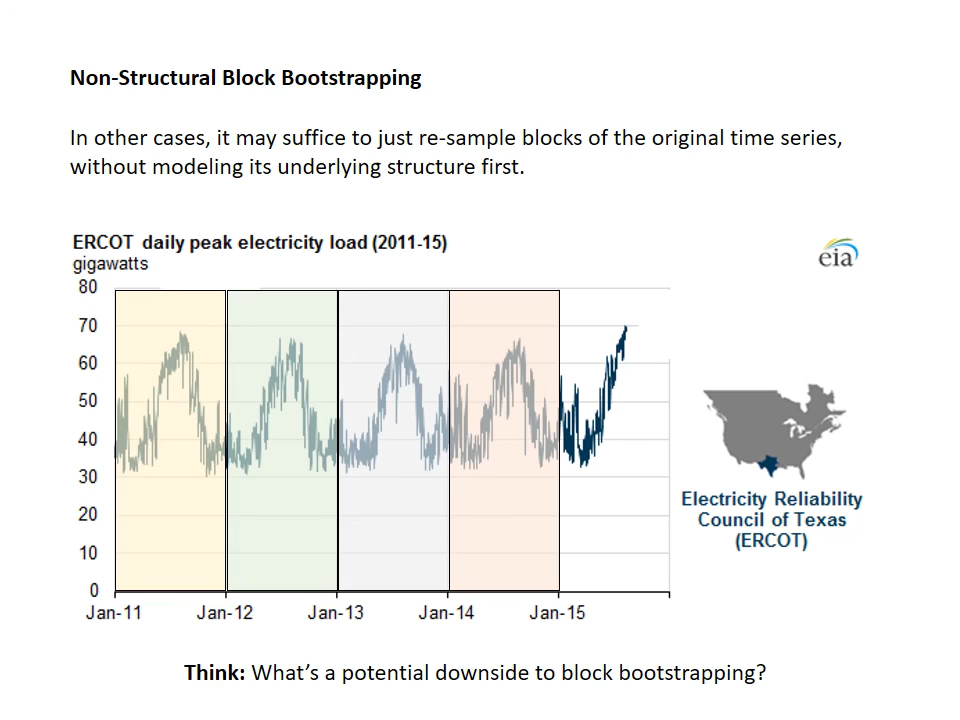 Non-Structural Block Bootstrapping
In other cases, it may suffice to just re-sample blocks of the original time series,
without modeling its underlying structure first.
ERCOT daily peak electricity load (2011-15)
gigawatts
eia
80
70
60
50
40
30
20
10
0
Jan-11 Jan-12 Jan-13 Jan-14 Jan-15
Electricity Reliability
Council of Texas
(ERCOT)
Think: What's a potential downside to block bootstrapping?